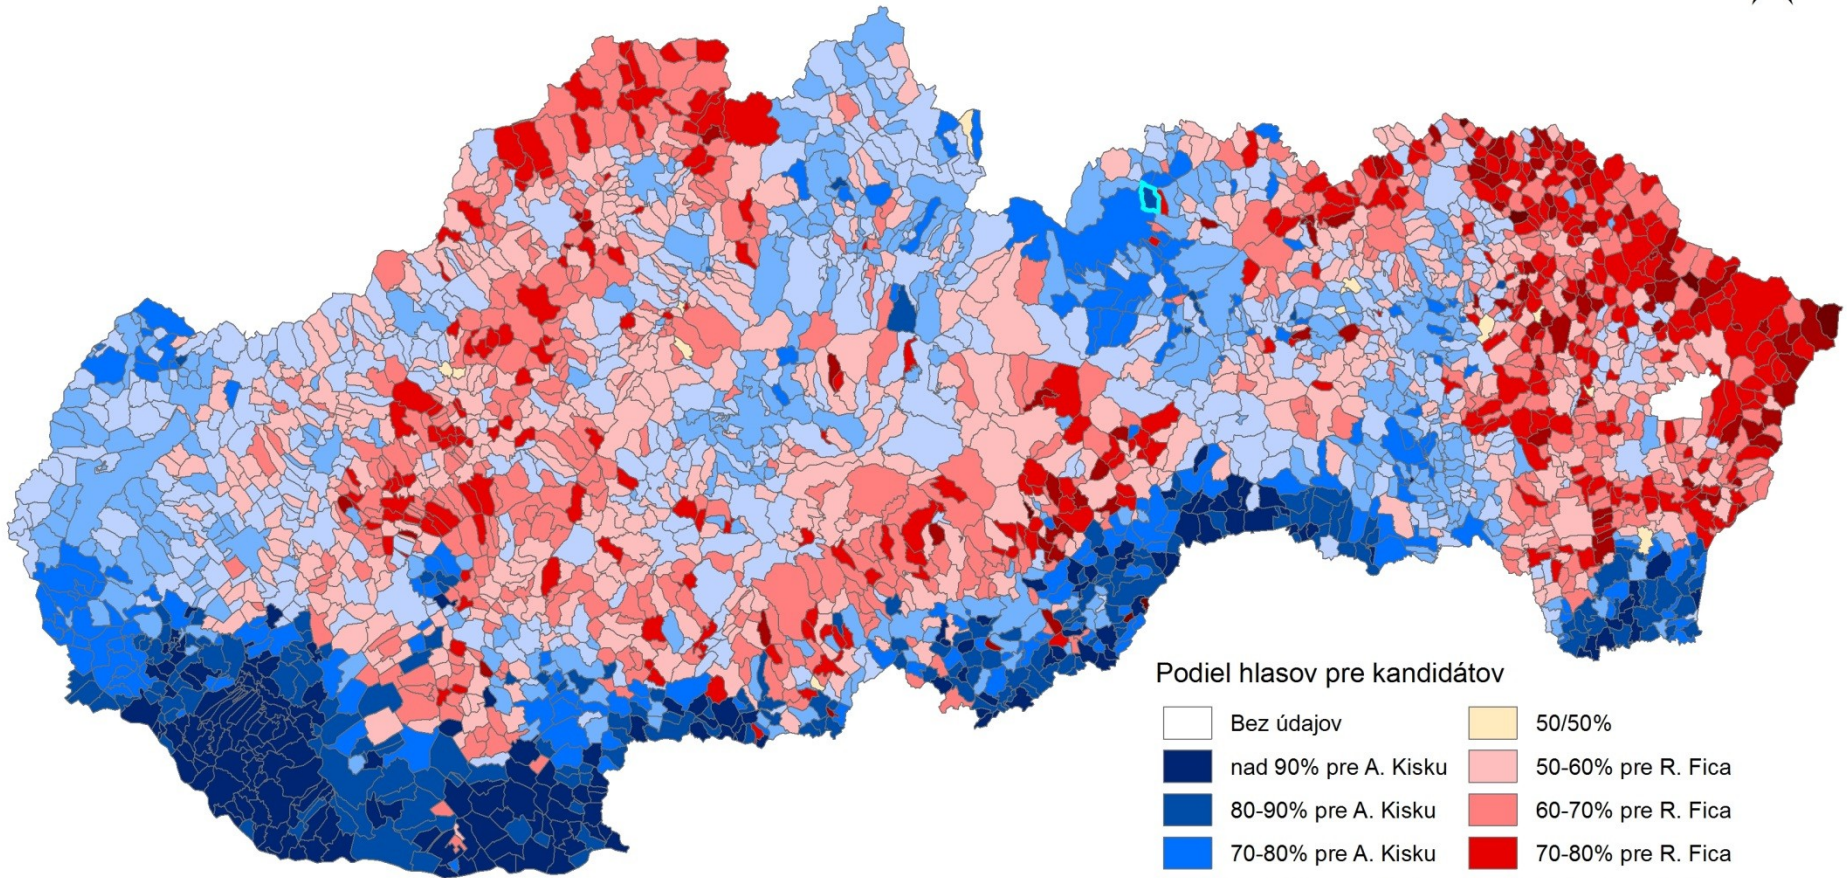 Podiel hlasov pre kandidátov
Bez údajov
50/50%
nad 90% pre A. Kisku
50-60% pre R. Fica
80-90% pre A. Kisku
60-70% pre R. Fica
70-80% pre A. Kisku
70-80% pre R. Fica